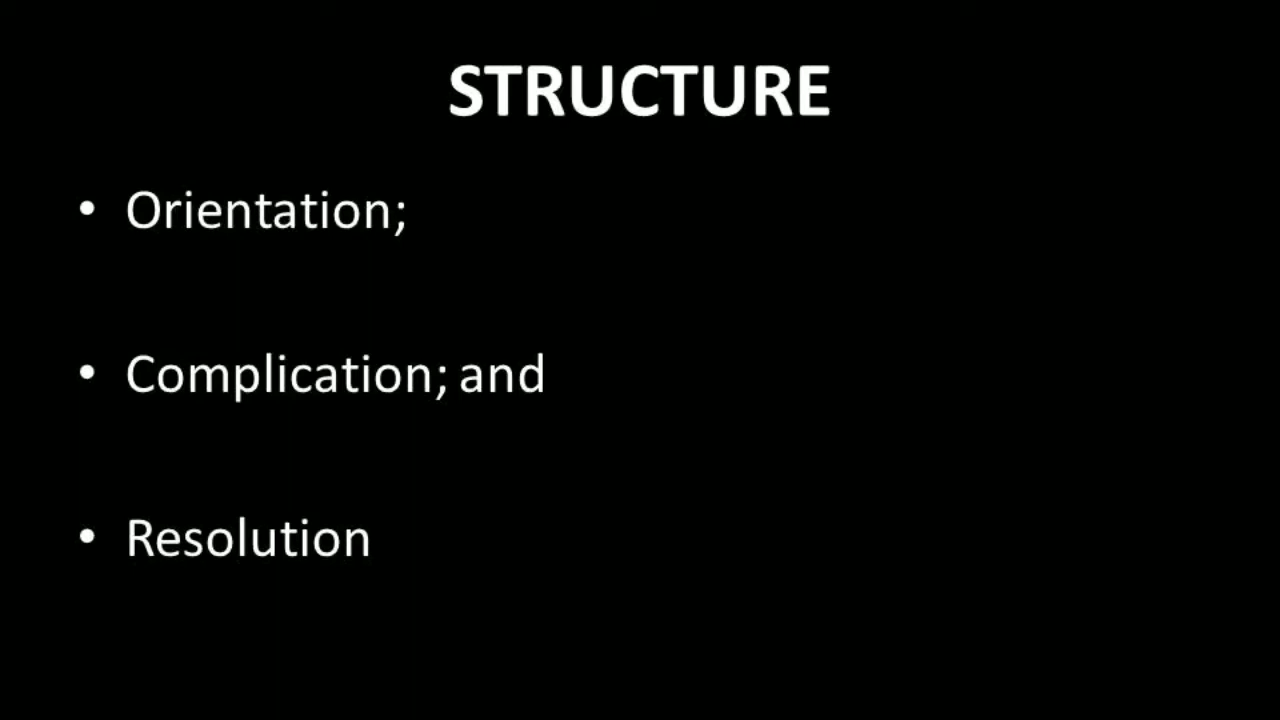 STRUCTURE
• Orientation;
• Complication; and
• Resolution